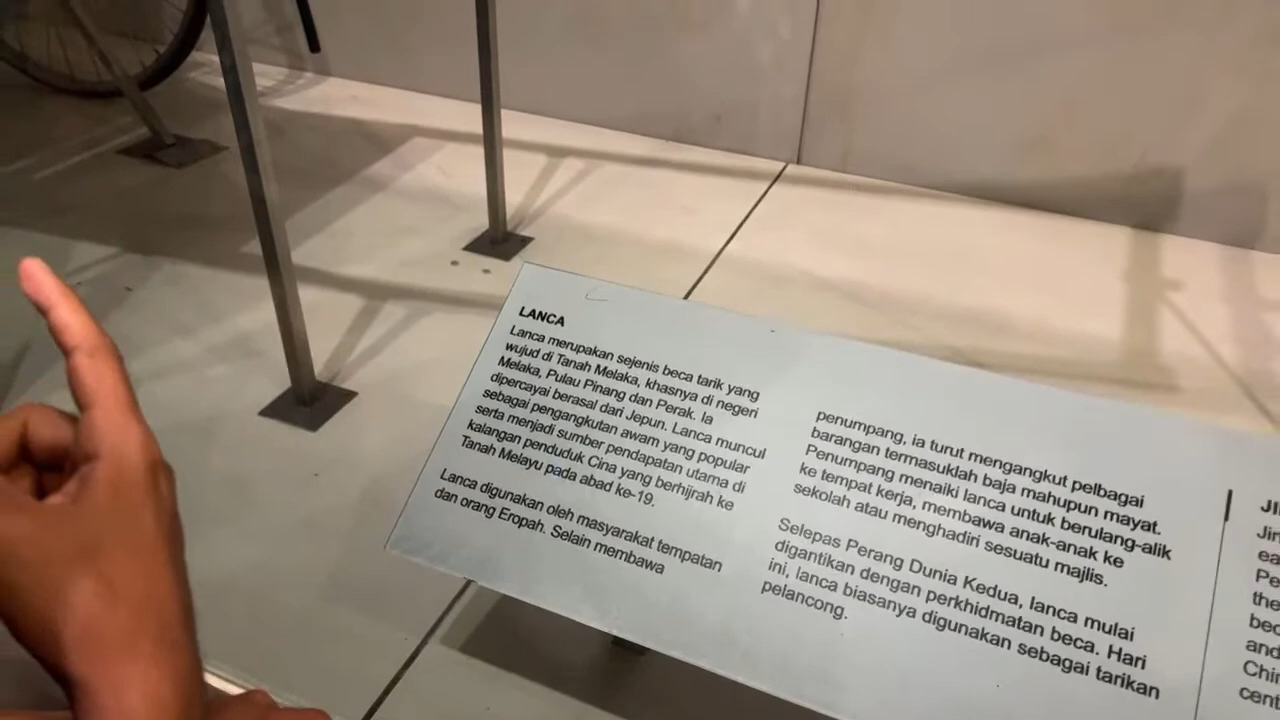 LANCA
Lanca merupakan sejenis beca tarik yang
wujud di Tanah Melaka, khasnya di negeri
Melaka, Pulau Pinang dan Perak. Ia
dipercayai berasal dari Jepun. Lanca muncul
sebagai pengangkutan awam yang popular
serta menjadi sumber pendapatan utama di
kalangan penduduk Cina yang berhijrah ke
Tanah Melayu pada abad ke-19.
Lanca digunakan oleh masyarakat tempatan
dan orang Eropah. Selain membawa
penumpang, ia turut mengangkut pelbagai
barangan termasuklah baja mahupun mayat.
Penumpang menaiki lanca untuk berulang-alik
ke tempat kerja, membawa anak-anak ke
sekolah atau menghadiri sesuatu majlis.
Selepas Perang Dunia Kedua, lanca mulai
digantikan dengan perkhidmatan beca. Hari
ini, lanca biasanya digunakan sebagai tarikan
pelancong.